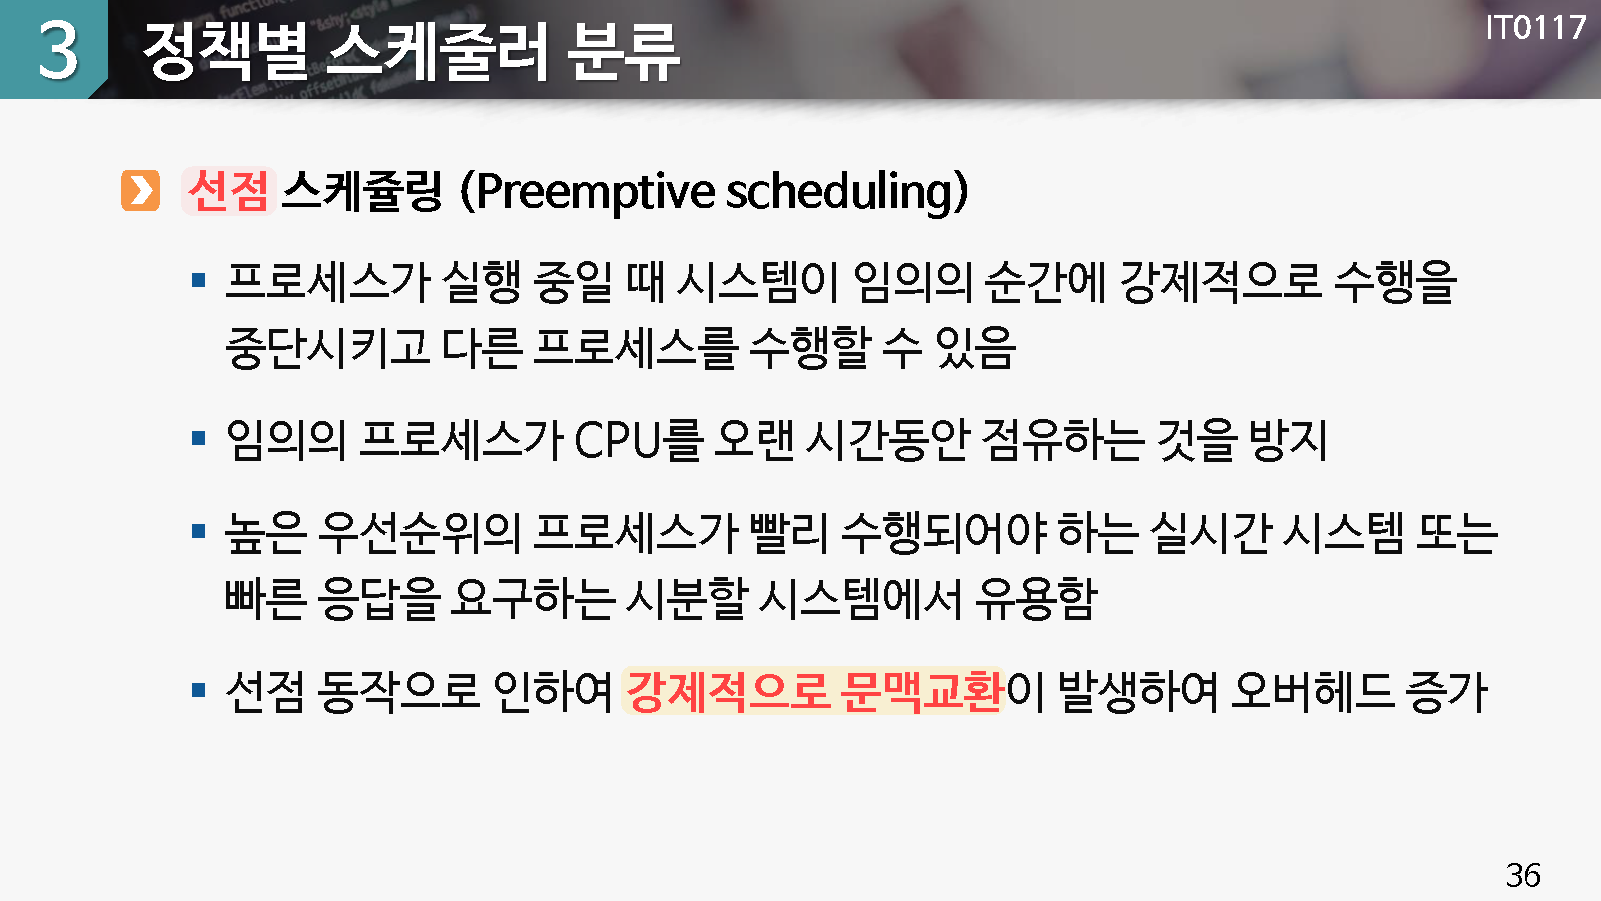 3 정책별 스케줄러 분류
IT0117
선점 스케쥴링 (Preemptive scheduling)
프로세스가 실행 중일 때 시스템이 임의의 순간에 강제적으로 수행을
중단시키고 다른 프로세스를 수행할 수 있음
임의의 프로세스가 CPU를 오랜 시간동안 점유하는 것을 방지
높은 우선순위의 프로세스가 빨리 수행되어야 하는 실시간 시스템 또는
빠른 응답을 요구하는 시분할 시스템에서 유용함
선점 동작으로 인하여 강제적으로 문맥교환이 발생하여 오버헤드 증가
36